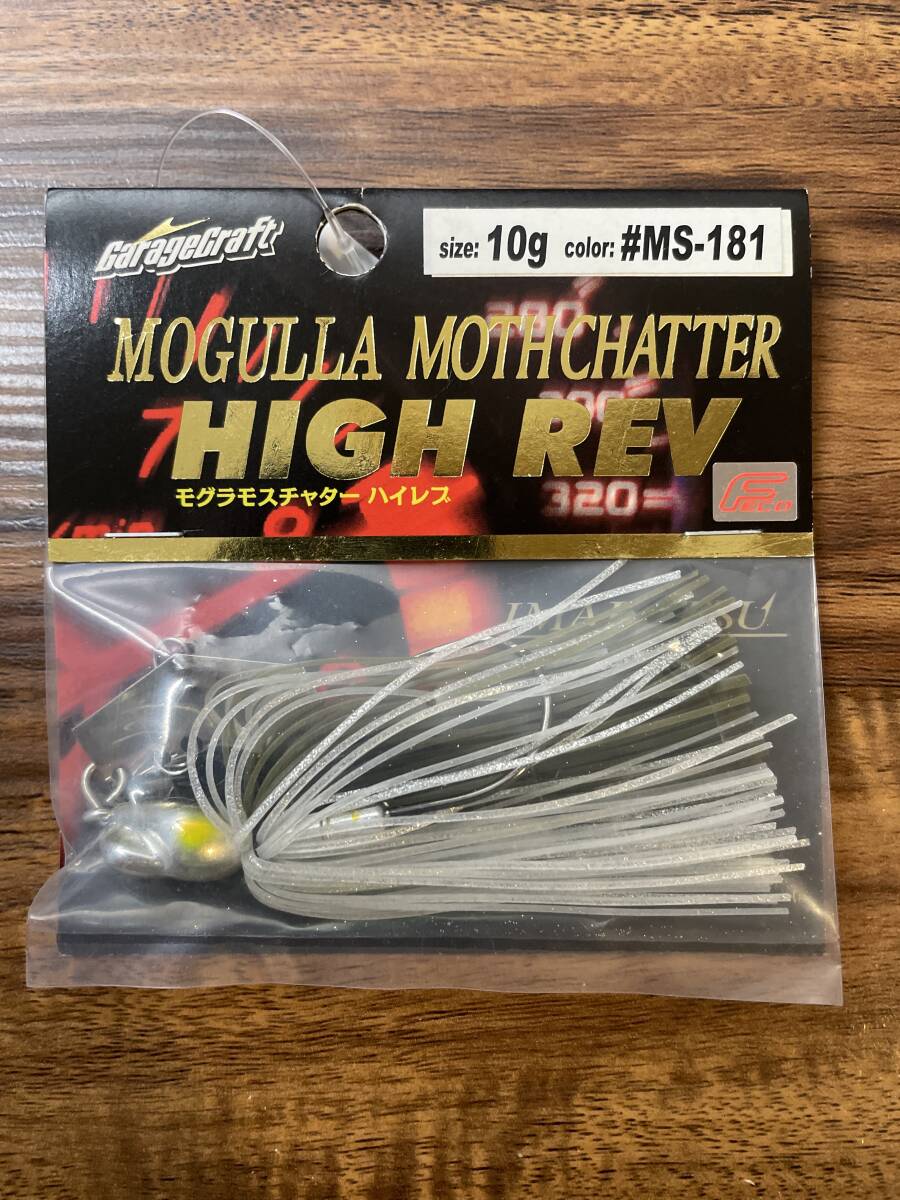 GarageCraft
size: 10g color: #MS-181
MOGULLA MOTHCHATTER
HIGH REV
モグラモスチャター ハイレブ
320
Feco